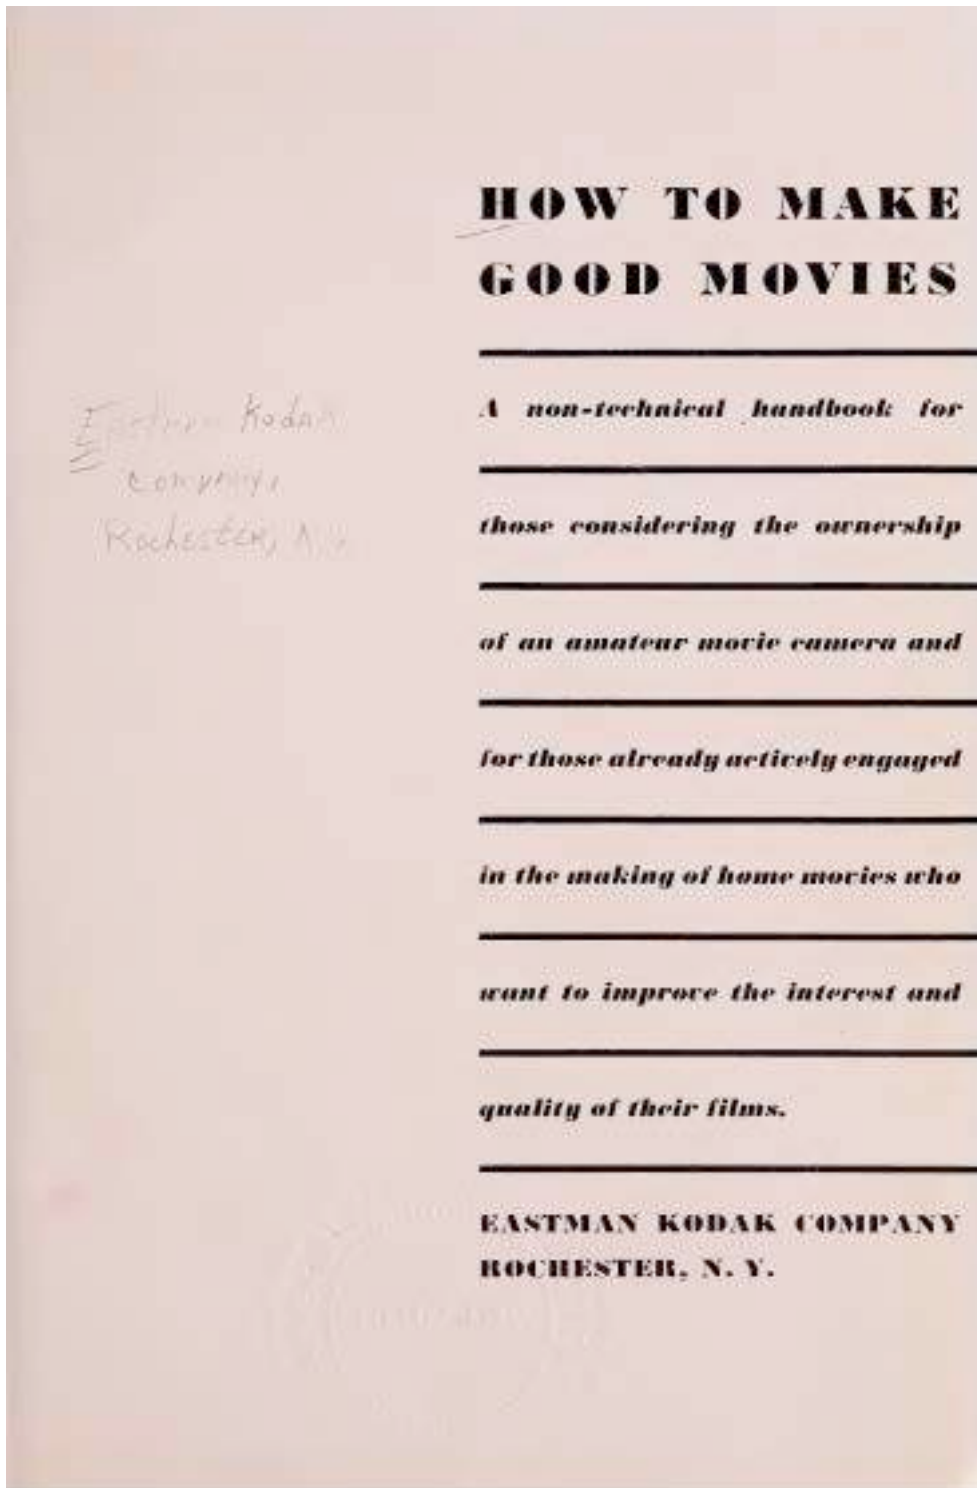 HOW TO MAKE
GOOD MOVIES
A non-technical handbook for
those considering the ownership
of an amateur movie camera and
for those already actively engaged
in the making of home movies who
want to improve the interest and
quality of their films.
EASTMAN KODAK COMPANY
ROCHESTER, N. Y.
Eastman Kodak
Company,
Rochester, N.Y.